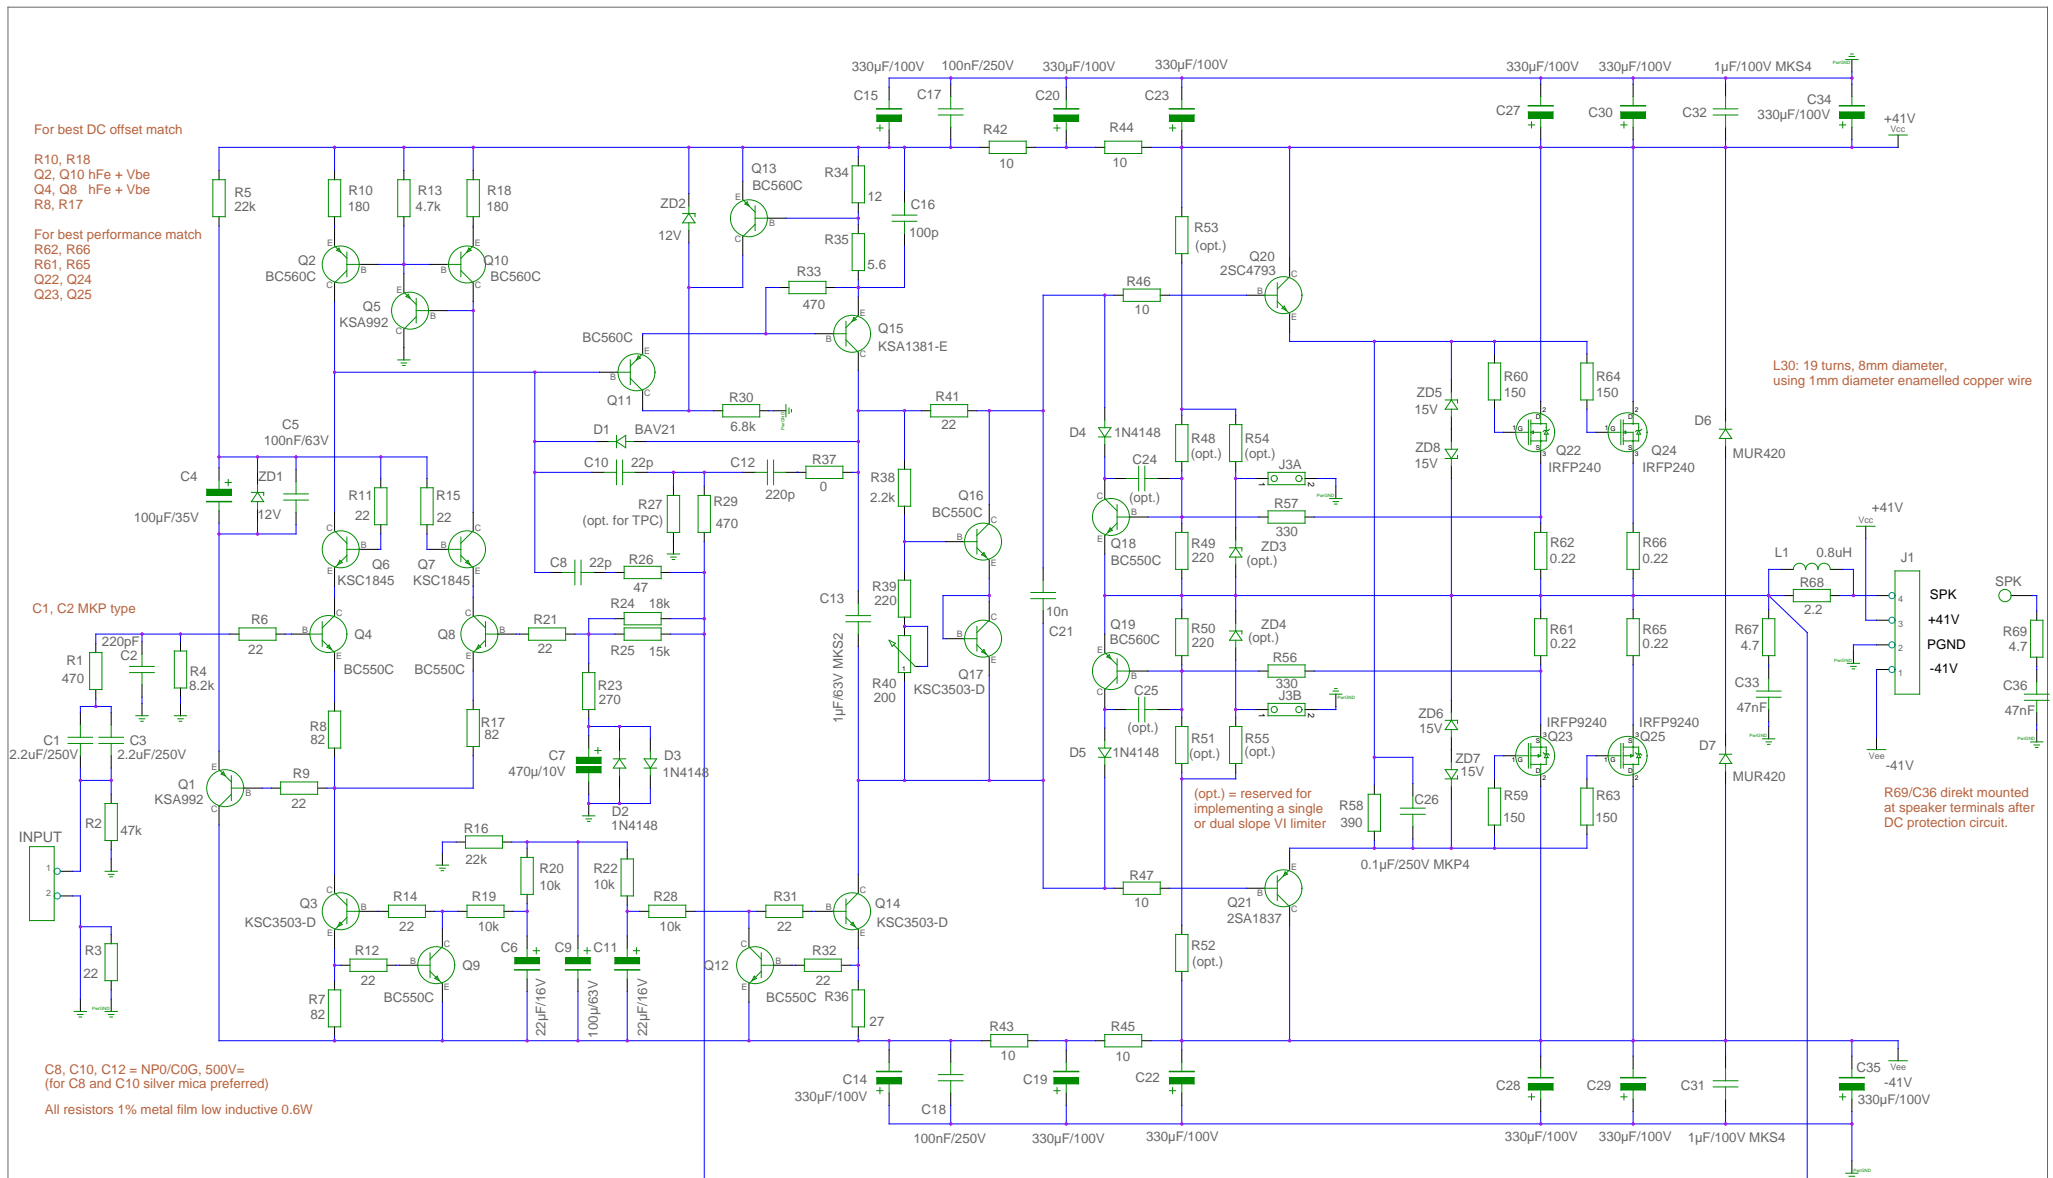 330µF/100V
100nF/250V
330µF/100V
330µF/100V
330µF/100V
330µF/100V
1µF/100V MKS4
PwrGND
C15
C17
C20
C23
C27
C30
C32
C34
330µF/100V
+41V
Vcc
For best DC offset match
R10, R18
Q2, Q10 hFe + Vbe
Q4, Q8 hFe + Vbe
R8, R17
For best performance match
R62, R66
R61, R65
Q22, Q24
Q23, Q25
R42
10
R44
10
R5
22k
R10
180
R13
4.7k
R18
180
Q13
BC560C
ZD2
12V
R34
12
C16
100p
R35
5.6
R33
470
R53
(opt.)
Q20
2SC4793
Q2
BC560C
Q10
BC560C
Q5
KSA992
BC560C
Q11
Q15
KSA1381-E
R46
10
R30
6.8k
PwrGND
R41
22
R60
150
R64
150
ZD5
15V
ZD8
15V
Q22
IRFP240
Q24
IRFP240
D6
MUR420
L30: 19 turns, 8mm diameter,
using 1mm diameter enamelled copper wire
C5
100nF/63V
D1
BAV21
C10
22p
C12
220p
R37
0
R27
(opt. for TPC)
R29
470
R38
2.2k
D4
1N4148
R48
(opt.)
R54
(opt.)
C24
(opt.)
J3A
1
2
PwrGND
C4
100µF/35V
ZD1
12V
R11
22
R15
22
Q16
BC550C
Q18
BC550C
R57
330
R49
220
ZD3
(opt.)
R62
0.22
R66
0.22
+41V
Vcc
Q6
KSC1845
Q7
KSC1845
C8
22p
R26
47
R24
18k
R25
15k
R39
220
C13
1µF/63V MKS2
10n
C21
L1
0.8uH
R68
2.2
J1
4
SPK
3
+41V
2
PGND
1
-41V
SPK
C1, C2 MKP type
220pF
C2
R1
470
R4
8.2k
R6
22
Q4
BC550C
Q8
BC550C
R21
22
R23
270
R40
200
1
Q17
KSC3503-D
Q19
BC560C
R50
220
ZD4
(opt.)
R56
330
R61
0.22
R65
0.22
R67
4.7
C33
47nF
PwrGND
PwrGND
R69
4.7
C36
47nF
PwrGND
C25
(opt.)
J3B
1
2
PwrGND
C1
2.2uF/250V
C3
2.2uF/250V
R8
82
R17
82
C7
470µ/10V
D3
1N4148
D2
1N4148
D5
1N4148
R51
(opt.)
R55
(opt.)
ZD6
15V
ZD7
15V
IRFP9240
Q23
IRFP9240
Q25
D7
MUR420
Vee
-41V
Q1
KSA992
R9
22
(opt.) = reserved for
implementing a single
or dual slope VI limiter
R58
390
C26
R59
150
R63
150
R69/C36 direkt mounted
at speaker terminals after
DC protection circuit.
R2
47k
INPUT
1
2
R16
22k
R20
10k
R22
10k
0.1µF/250V MKP4
Q3
KSC3503-D
R14
22
R19
10k
R28
10k
R31
22
Q14
KSC3503-D
R47
10
Q21
2SA1837
R3
22
PwrGND
R12
22
Q9
BC550C
C6
22µF/16V
C9
100µ/63V
C11
22µF/16V
Q12
BC550C
R32
22
R36
27
R52
(opt.)
R7
82
R43
10
R45
10
C8, C10, C12 = NP0/C0G, 500V=
(for C8 and C10 silver mica preferred)
All resistors 1% metal film low inductive 0.6W
C14
330µF/100V
C18
100nF/250V
C19
330µF/100V
C22
330µF/100V
C28
330µF/100V
C29
330µF/100V
C31
1µF/100V MKS4
Vee
-41V
C35
330µF/100V
PwrGND